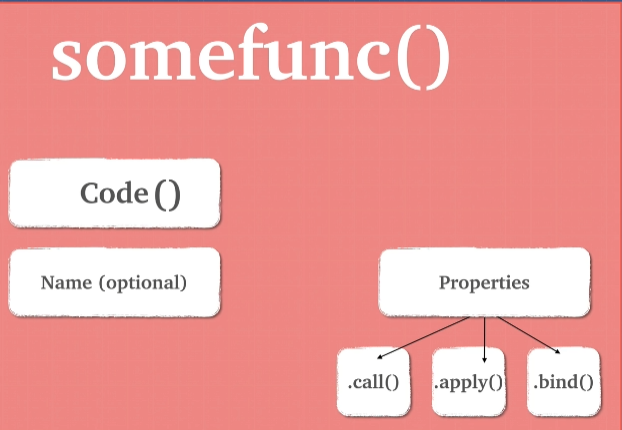 somefunc()
Code ()
Name (optional)
Properties
.call()
.apply()
.bind()